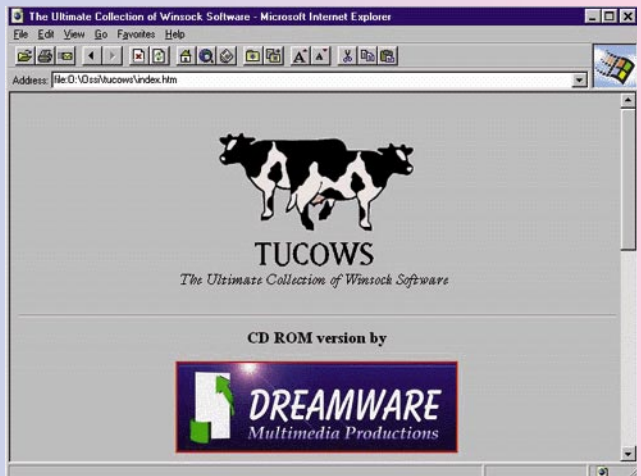 The Ultimate Collection of Winsock Software - Microsoft Internet Explorer
File Edit View Go Favorites Help
Address: file:O:\Ossi\tucows\index.htm
TUCOWS
The Ultimate Collection of Winsock Software
CD ROM version by
DREAMWARE
Multimedia Productions